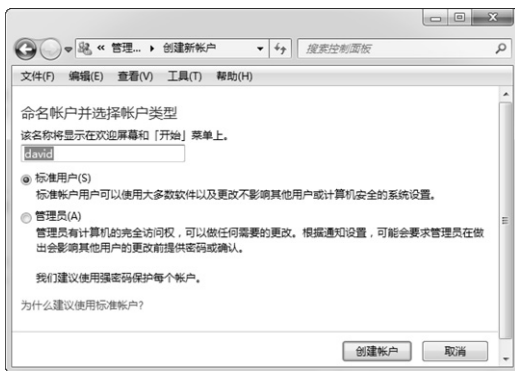 « 管理... ▸ 创建新帐户
搜索控制面板
文件(F) 编辑(E) 查看(V) 工具(T) 帮助(H)
命名帐户并选择帐户类型
该名称将显示在欢迎屏幕和「开始」菜单上。
david
标准用户(S)
标准帐户用户可以使用大多数软件以及更改不影响其他用户或计算机安全的系统设置。
管理员(A)
管理员有计算机的完全访问权，可以做任何需要的更改。根据通知设置，可能会要求管理员在做
出会影响其他用户的更改前提供密码或确认。
我们建议使用强密码保护每个帐户。
为什么建议使用标准帐户?
创建帐户 取消